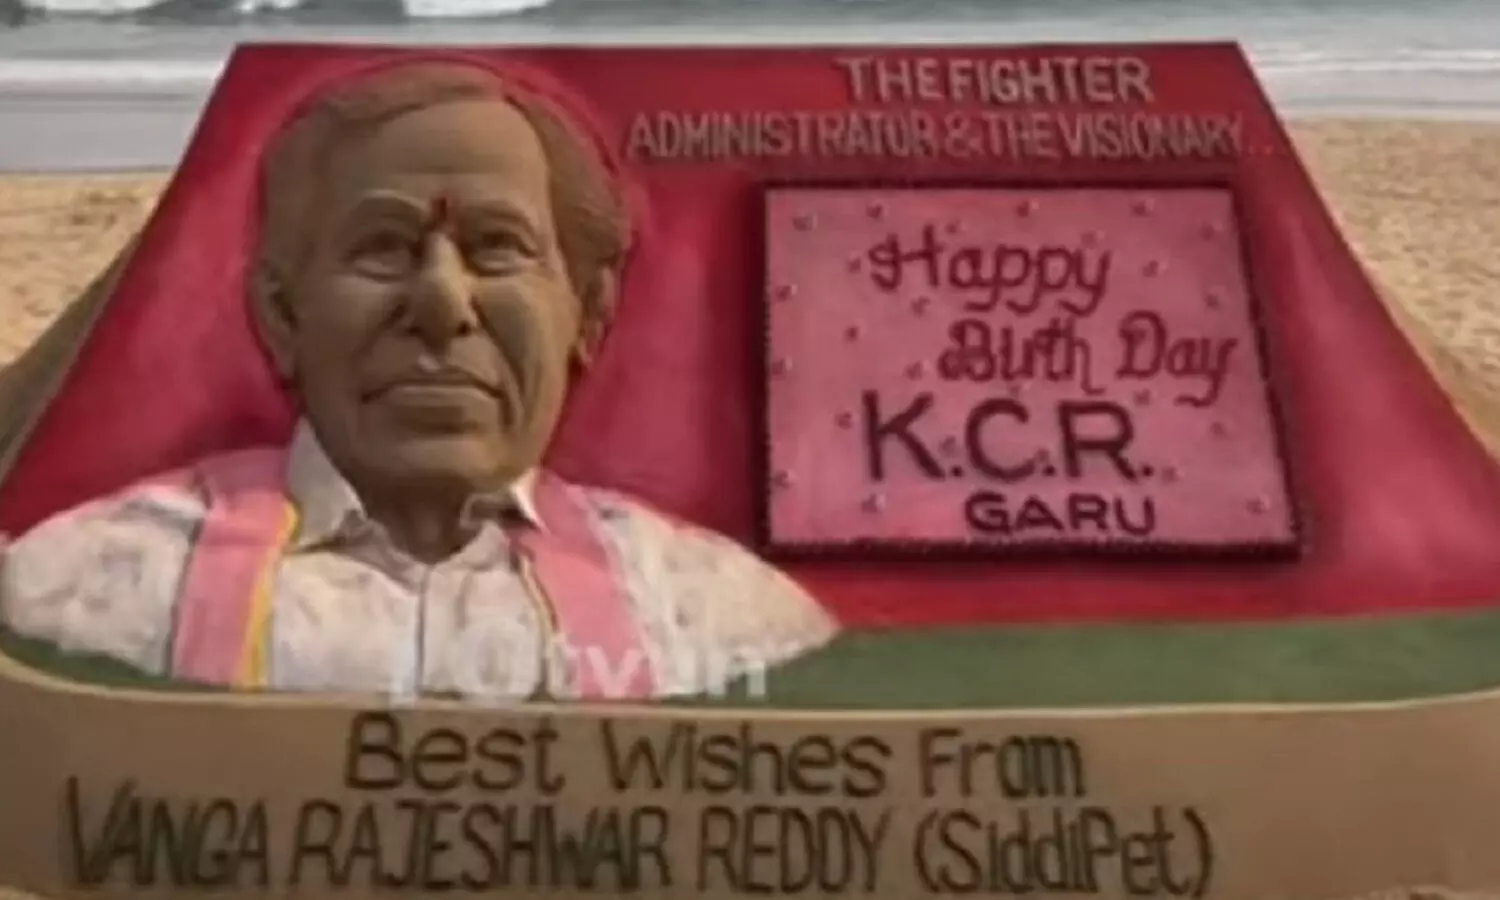 THE FIGHTER
ADMINISTRATOR & THE VISIONARY..
Happy
Birth Day
K.C.R.
GARU
Best Wishes From
VANGA RAJESHWAR REDDY (SiddiPet)